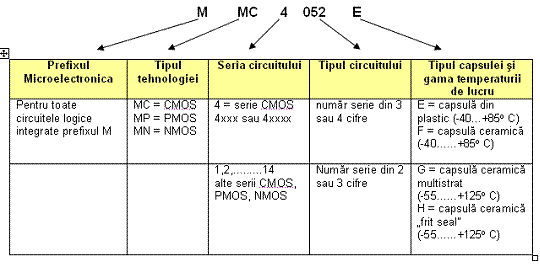 M MC 4 052 E
Prefixul
Microelectronica
Tipul
tehnologiei
Seria circuitului
Tipul circuitului
Tipul capsulei şi
gama temperaturii
de lucru
Pentru toate
circuitele logice
integrate prefixul M
MC = CMOS
MP = PMOS
MN = NMOS
4 = serie CMOS
4xxx sau 4xxxx
număr serie din 3
sau 4 cifre
E = capsulă din
plastic (-40...+85º C)
F = capsulă ceramică
(-40......+85º C)
1,2,.........14
alte serii CMOS,
PMOS, NMOS
Număr serie din 2
sau 3 cifre
G = capsulă ceramică
multistrat
(-55......+125º C)
H = capsulă ceramică
„frit seal”
(-55......+125º C)